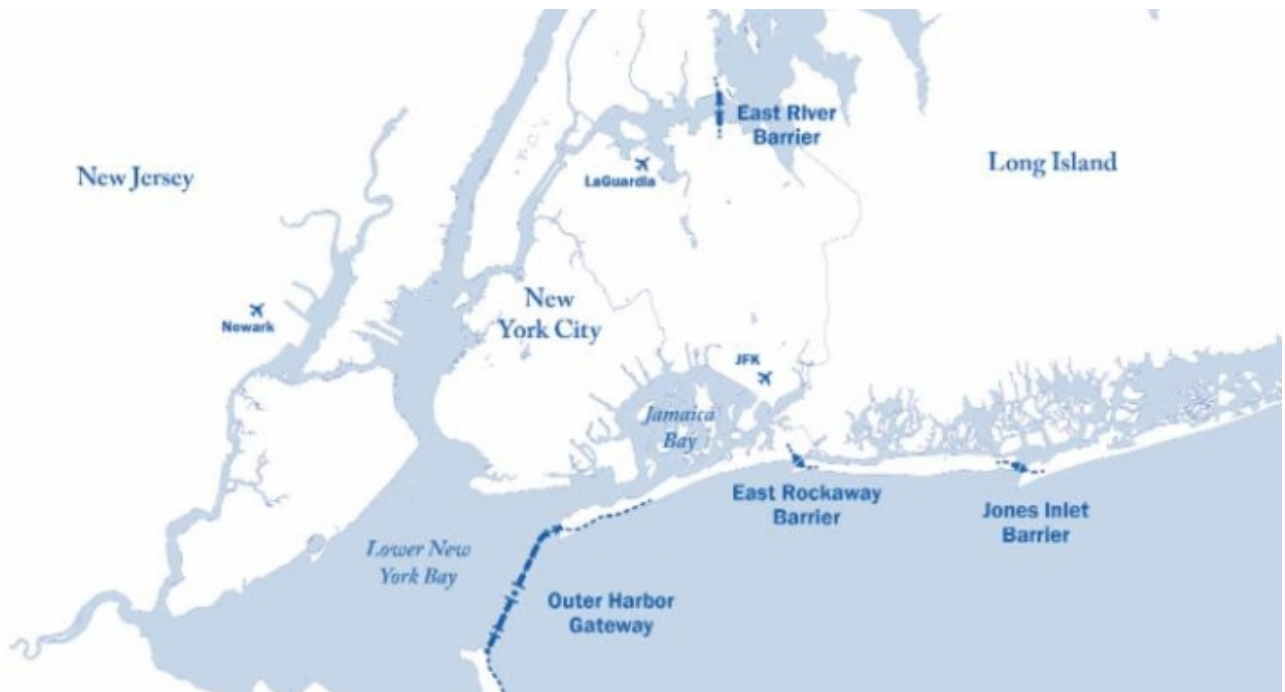 East River
Barrier
New Jersey
LaGuardia
Long Island
Newark
New
York City
JFK
Jamaica
Bay
East Rockaway
Barrier
Jones Inlet
Barrier
Lower New
York Bay
Outer Harbor
Gateway